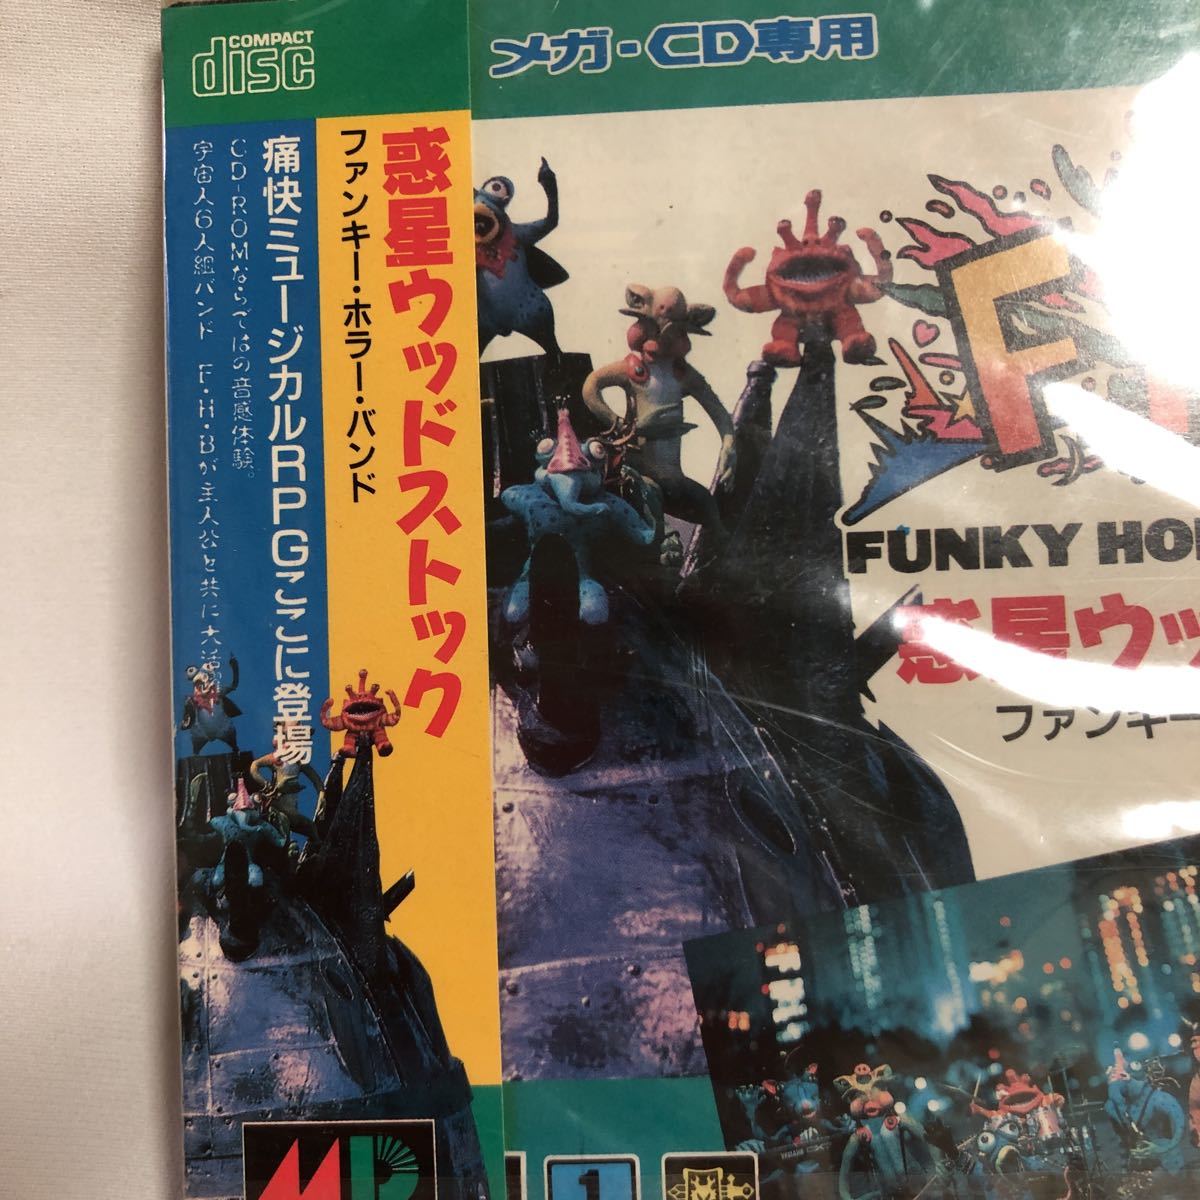 COMPACT
disc
メガ-CD専用
惑星ウッドストック
ファンキー・ホラー・バンド
痛快ミュージカルRPGここに登場
CD-ROMならではの音感体験。
宇宙人6人組バンド F・H・Bが主人公と共に大活躍
F
FUNKY HO
惑星ウッ
ファンキー
1